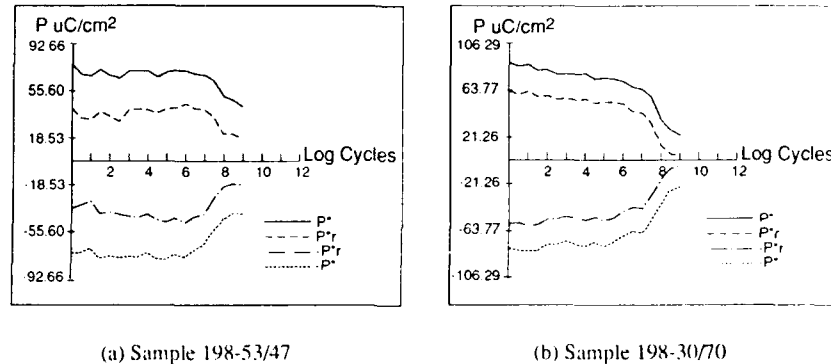 P uC/cm2
92.66
55.60
18.53
-18.53
-55.60
-92.66
0 2 4 6 8 10 12
Log Cycles
P*
P*r
-P*r
-P*
(a) Sample 198-53/47
P uC/cm2
106.29
63.77
21.26
-21.26
-63.77
-106.29
0 2 4 6 8 10 12
Log Cycles
P*
P*r
-P*r
-P*
(b) Sample 198-30/70